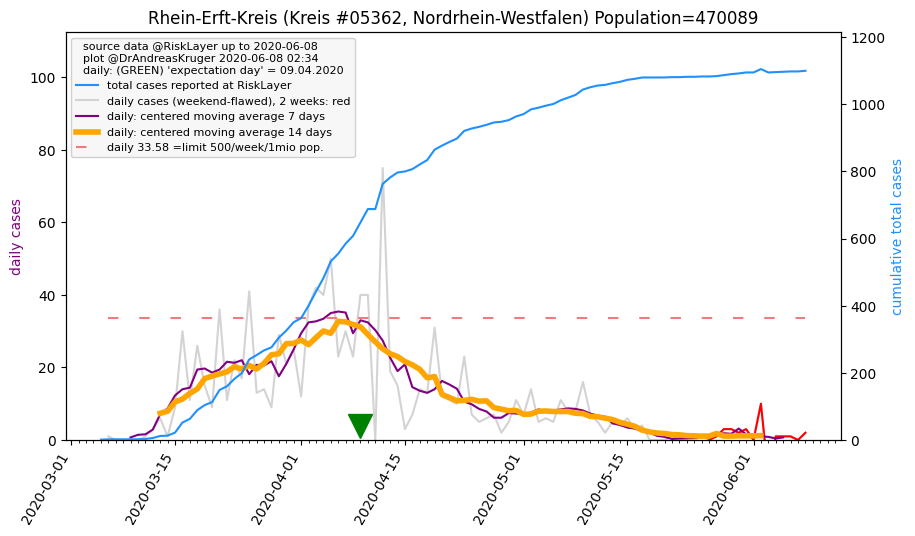 Rhein-Erft-Kreis (Kreis #05362, Nordrhein-Westfalen) Population=470089
source data @RiskLayer up to 2020-06-08
plot @DrAndreasKruger 2020-06-08 02:34
daily: (GREEN) 'expectation day' = 09.04.2020
total cases reported at RiskLayer
daily cases (weekend-flawed), 2 weeks: red
daily: centered moving average 7 days
daily: centered moving average 14 days
daily 33.58 =limit 500/week/1mio pop.
daily cases
100
80
60
40
20
0
1200
1000
800
600
400
200
0
cumulative total cases
2020-03-01
2020-03-15
2020-04-01
2020-04-15
2020-05-01
2020-05-15
2020-06-01